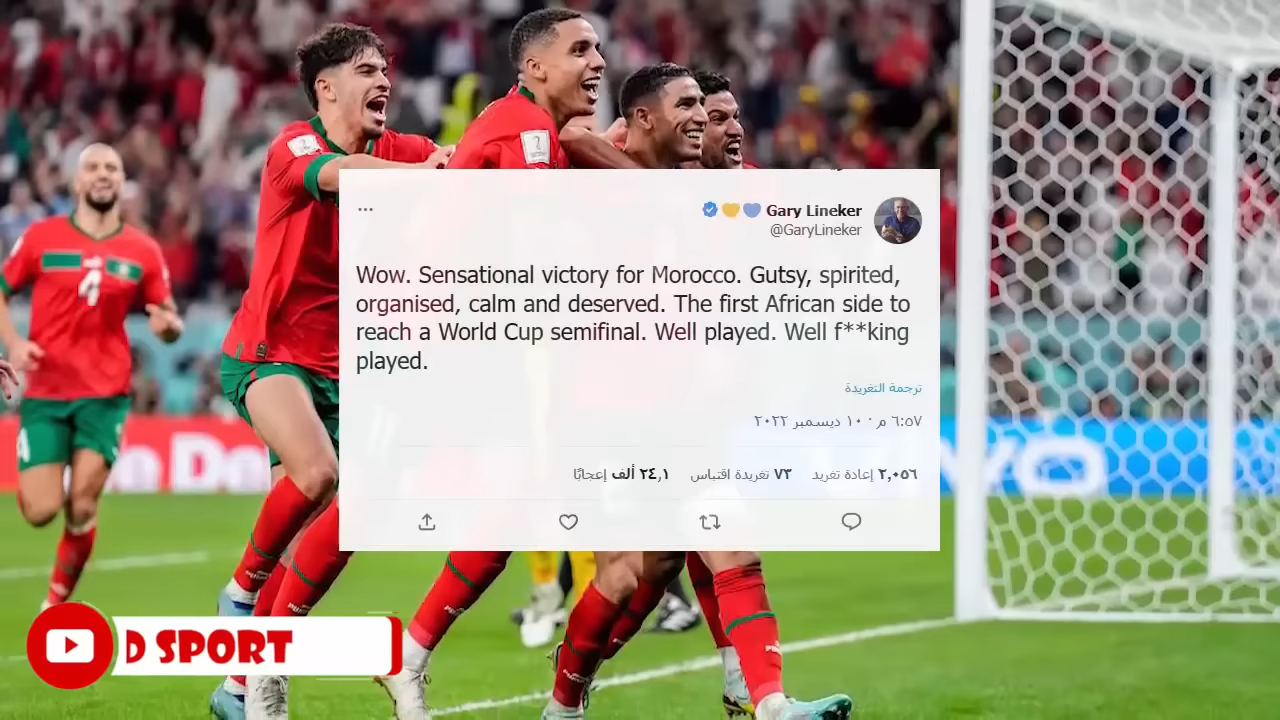 Gary Lineker
@GaryLineker
Wow. Sensational victory for Morocco. Gutsy, spirited,
organised, calm and deserved. The first African side to
reach a World Cup semifinal. Well played. Well f**king
played.
ترجمة التغريدة
٦:٥٧ م · ١٠ ديسمبر ٢٠٢٢
٢,٠٥٦ إعادة تغريد ٧٣ تغريدة اقتباس ٢٤,١ ألف إعجابًا
4
D SPORT